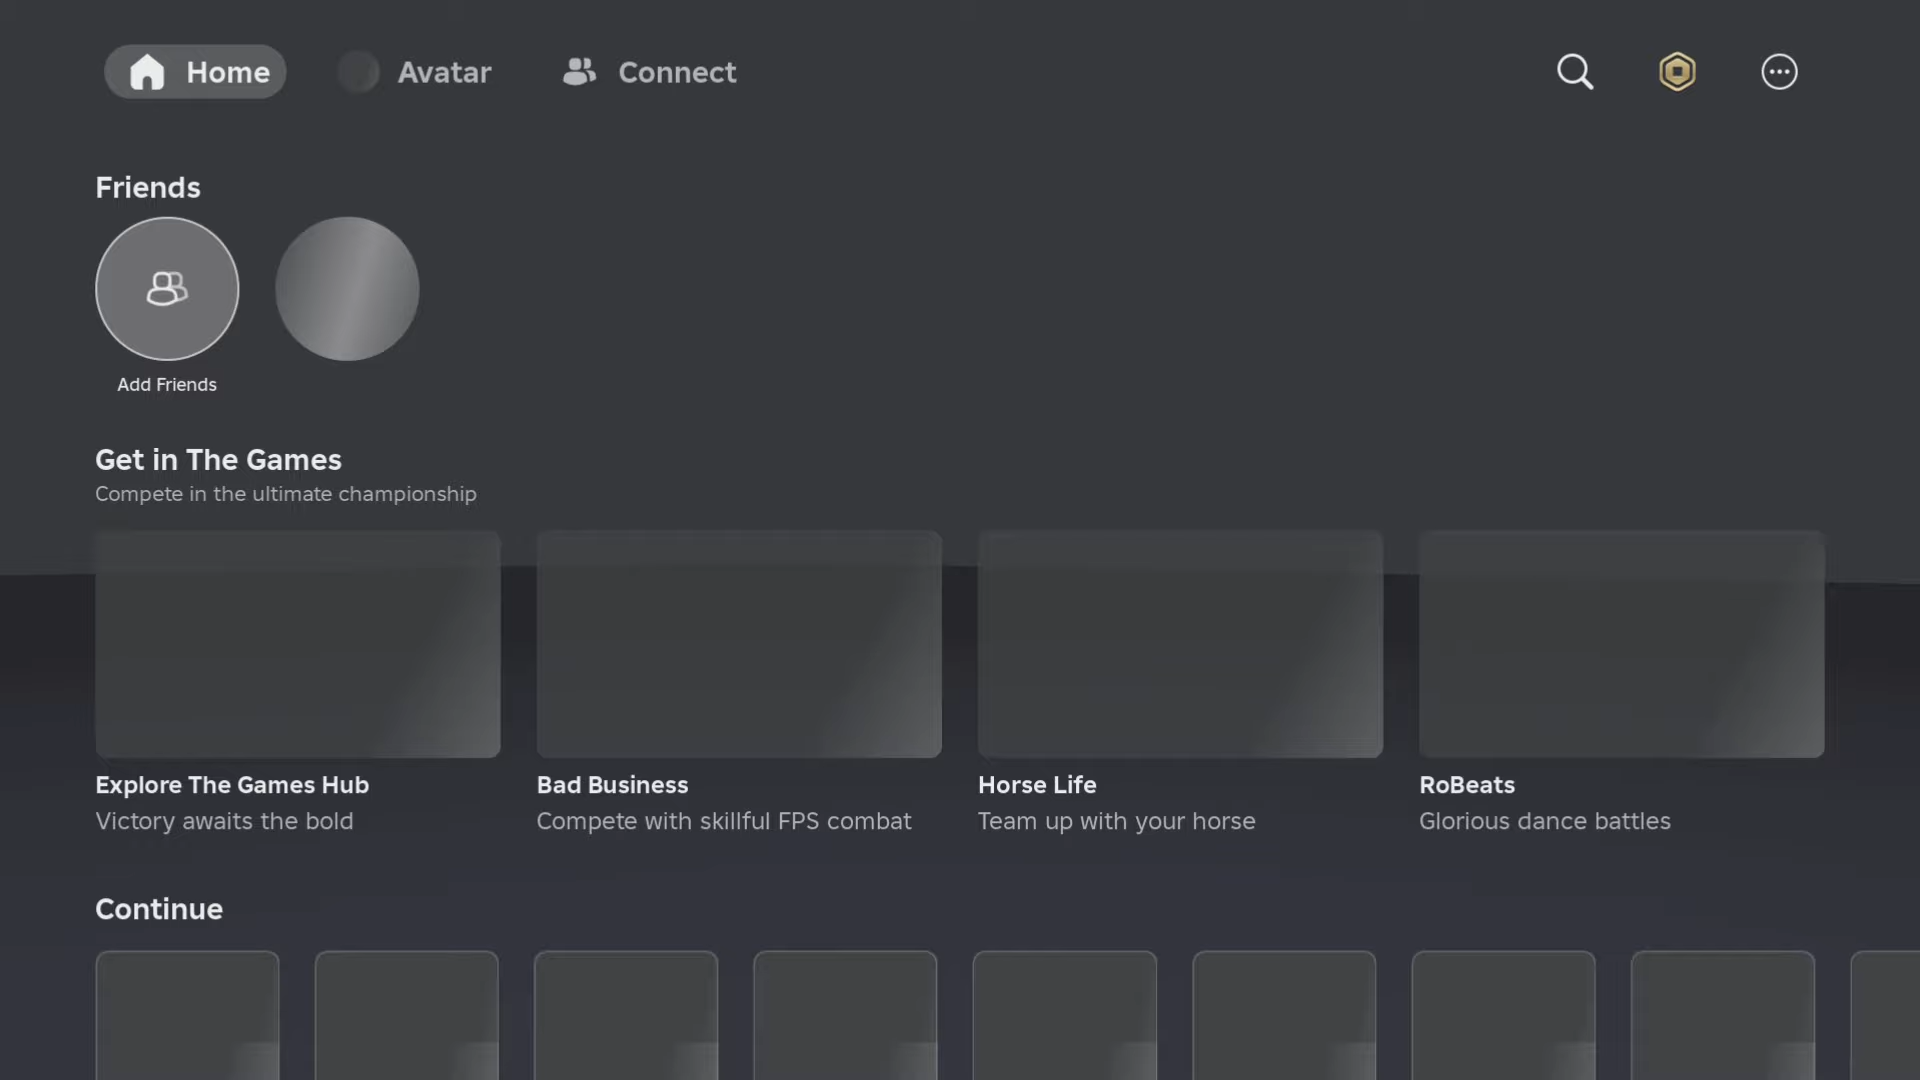 Home Avatar Connect
Friends
Add Friends
Get in The Games
Compete in the ultimate championship
Explore The Games Hub
Victory awaits the bold
Bad Business
Compete with skillful FPS combat
Horse Life
Team up with your horse
RoBeats
Glorious dance battles
Continue